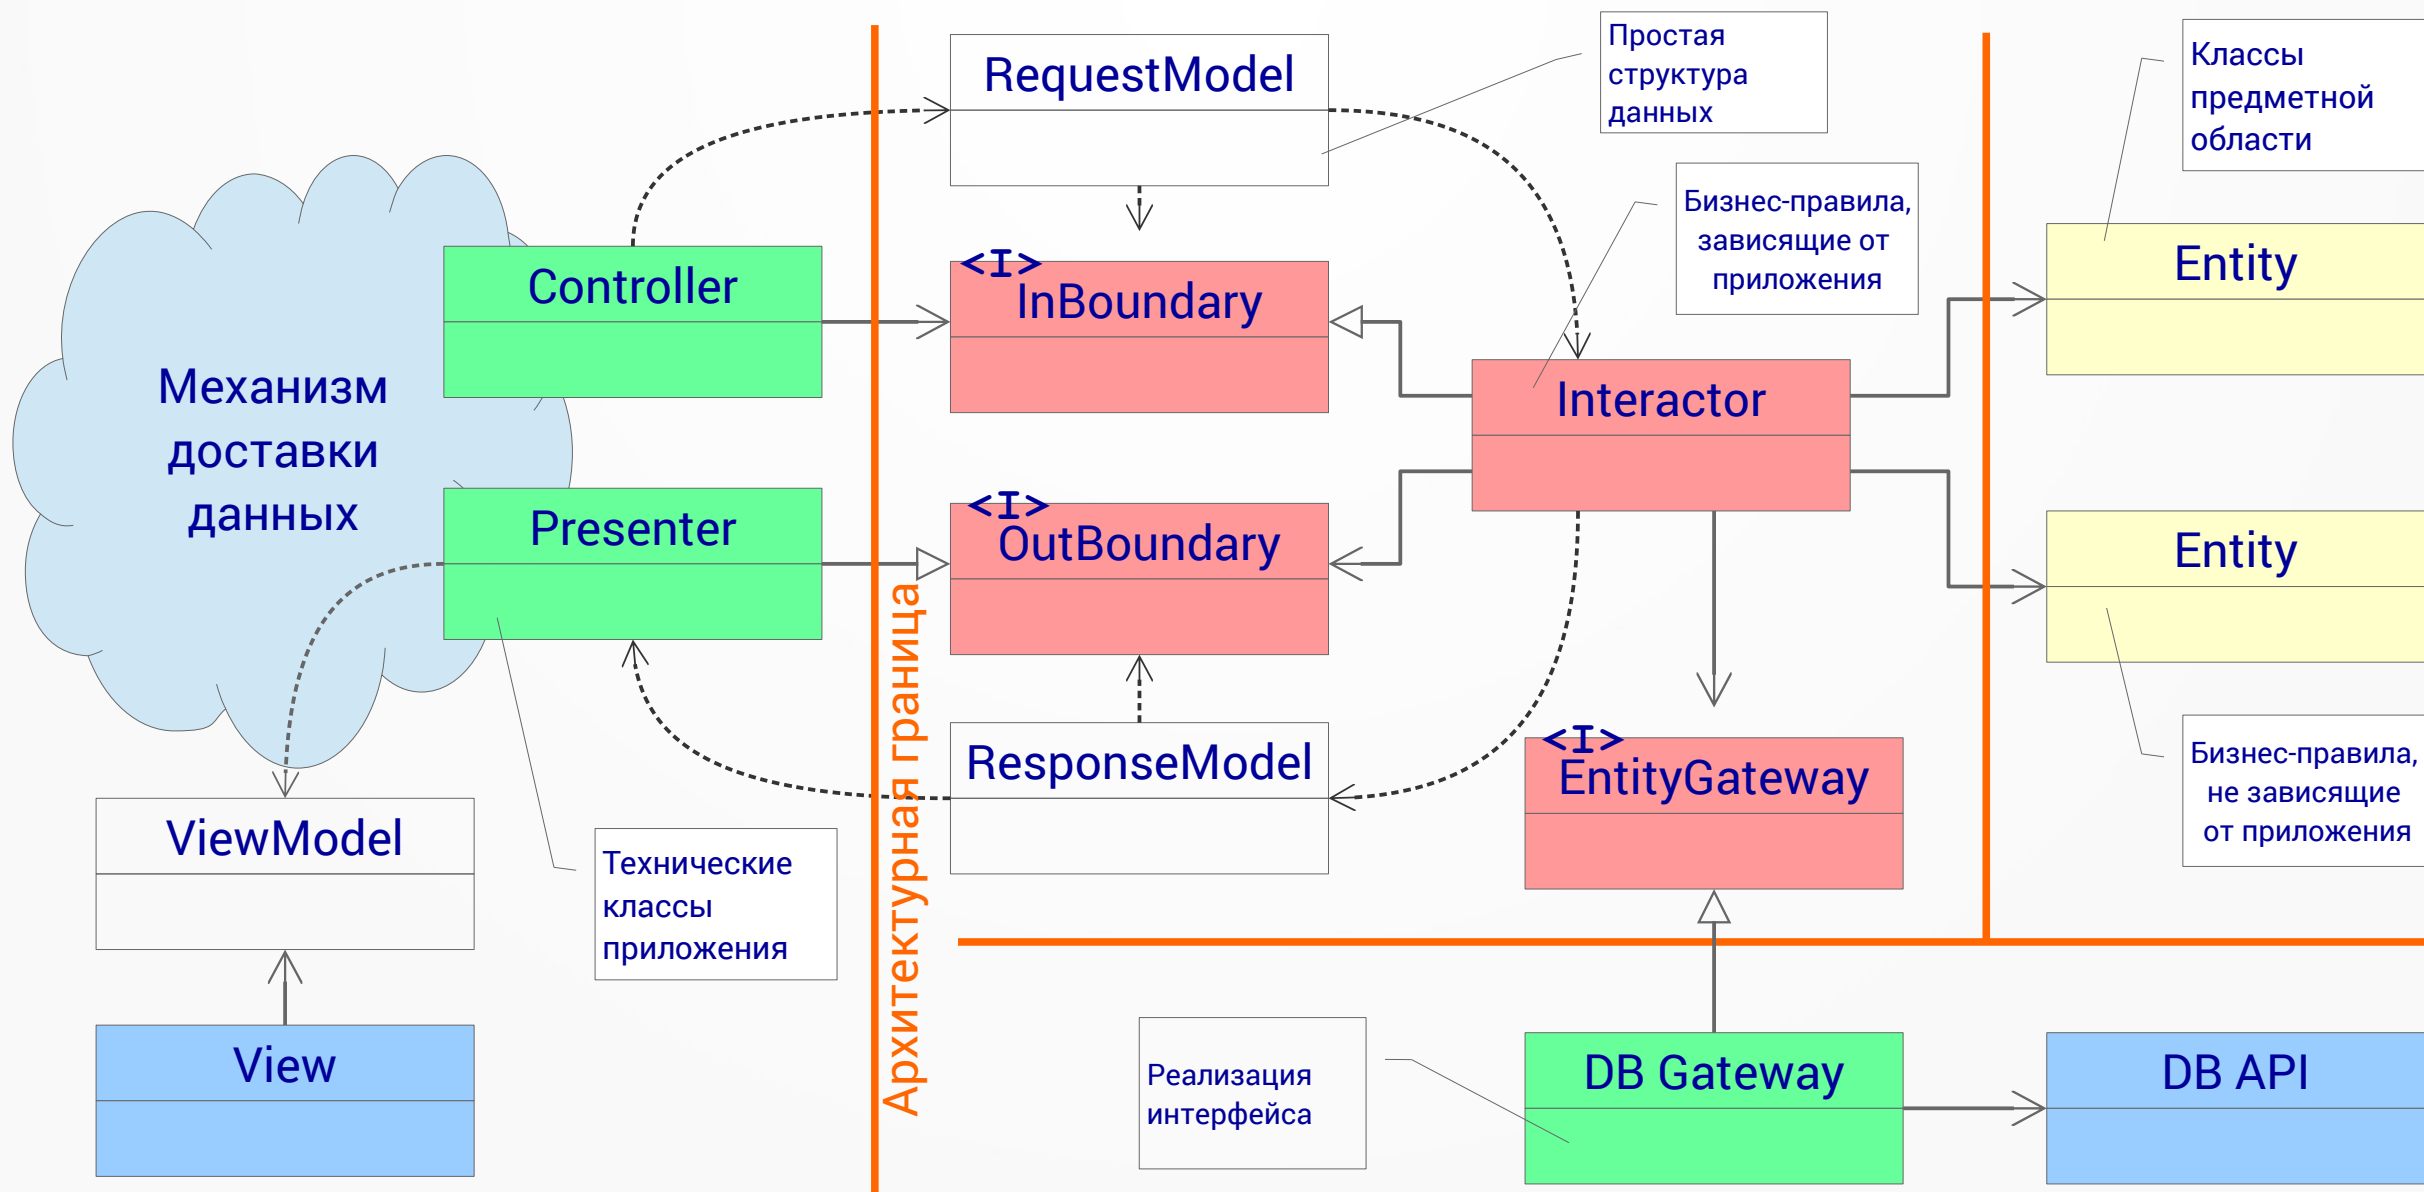 RequestModel
Простая
структура
данных
Классы
предметной
области
Бизнес-правила,
зависящие от
приложения
Controller
<I>
InBoundary
Entity
Механизм
доставки
данных
Interactor
Presenter
<I>
OutBoundary
Entity
Архитектурная граница
ResponseModel
<I>
EntityGateway
Бизнес-правила,
не зависящие
от приложения
ViewModel
Технические
классы
приложения
View
Реализация
интерфейса
DB Gateway
DB API